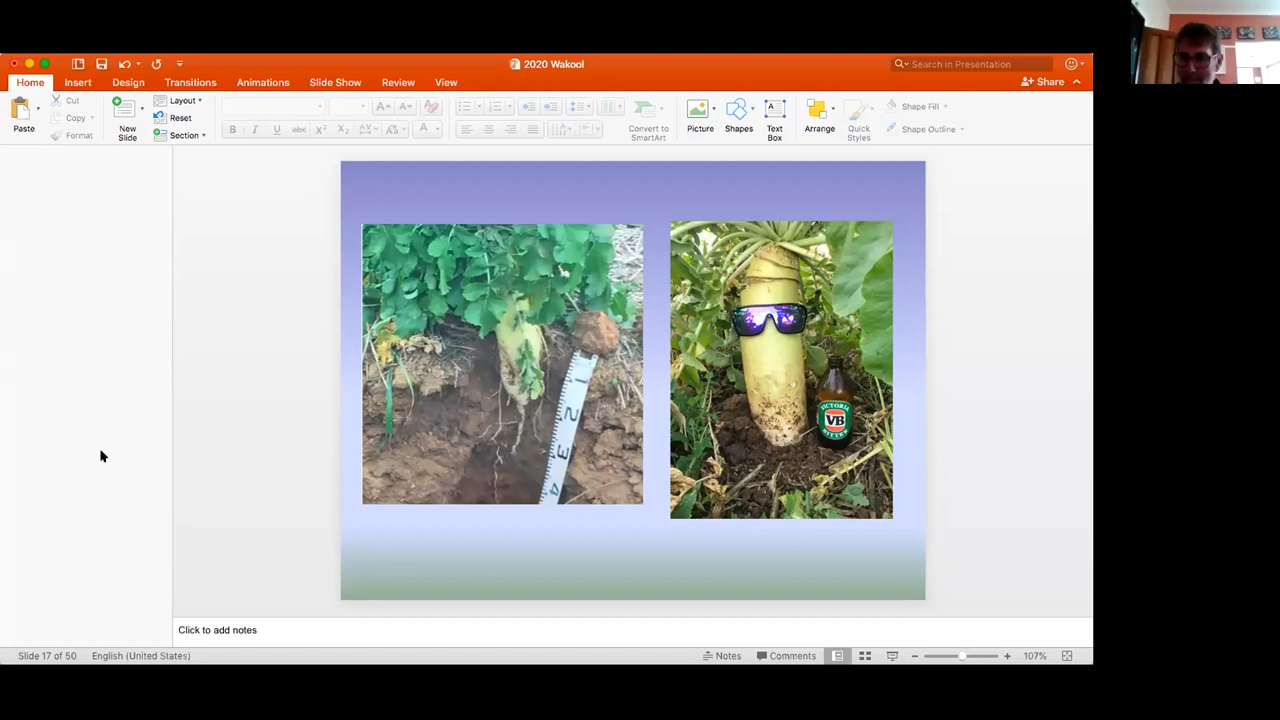 2020 Wakool
Search in Presentation
Home Insert Design Transitions Animations Slide Show Review View
Share
Paste
Cut
Copy
Format
New Slide
Layout
Reset
Section
Convert to SmartArt
Picture
Shapes
Text Box
Arrange
Quick Styles
Shape Fill
Shape Outline
1
2
3
4
VICTORIA
VB
BITTER
Click to add notes
Slide 17 of 50 English (United States) Notes Comments 107%